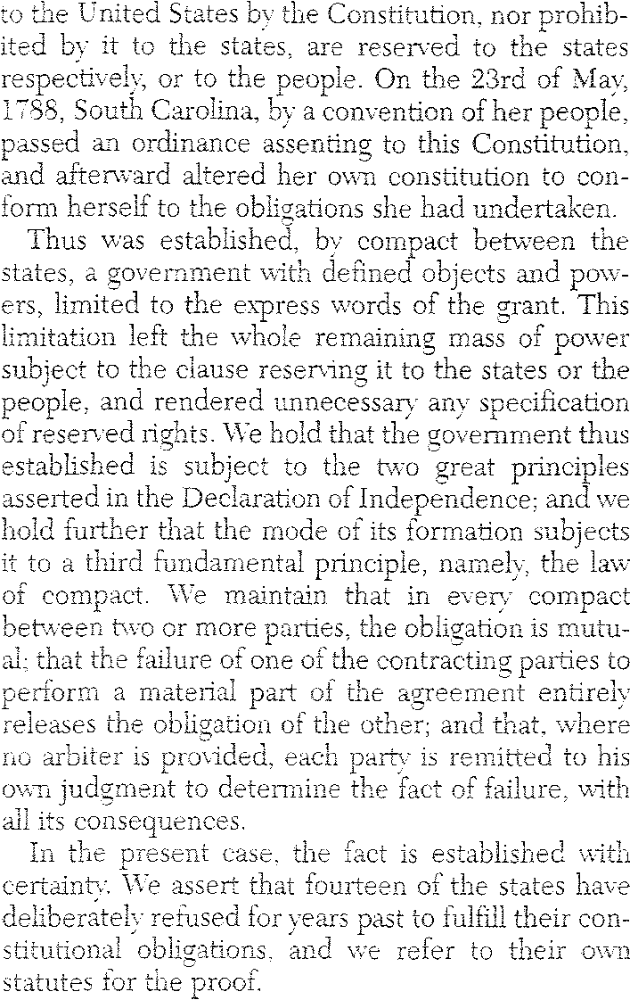 to the United States by the Constitution, nor prohib-
ited by it to the states, are reserved to the states
respectively, or to the people. On the 23rd of May,
1788, South Carolina, by a convention of her people,
passed an ordinance assenting to this Constitution,
and afterward altered her own constitution to con-
form herself to the obligations she had undertaken.
Thus was established, by compact between the
states, a government with defined objects and pow-
ers, limited to the express words of the grant. This
limitation left the whole remaining mass of power
subject to the clause reserving it to the states or the
people, and rendered unnecessary any specification
of reserved rights. We hold that the government thus
established is subject to the two great principles
asserted in the Declaration of Independence; and we
hold further that the mode of its formation subjects
it to a third fundamental principle, namely, the law
of compact. We maintain that in every compact
between two or more parties, the obligation is mutu-
al; that the failure of one of the contracting parties to
perform a material part of the agreement entirely
releases the obligation of the other; and that, where
no arbiter is provided, each party is remitted to his
own judgment to determine the fact of failure, with
all its consequences.
In the present case, the fact is established with
certainty. We assert that fourteen of the states have
deliberately refused for years past to fulfill their con-
stitutional obligations, and we refer to their own
statutes for the proof.